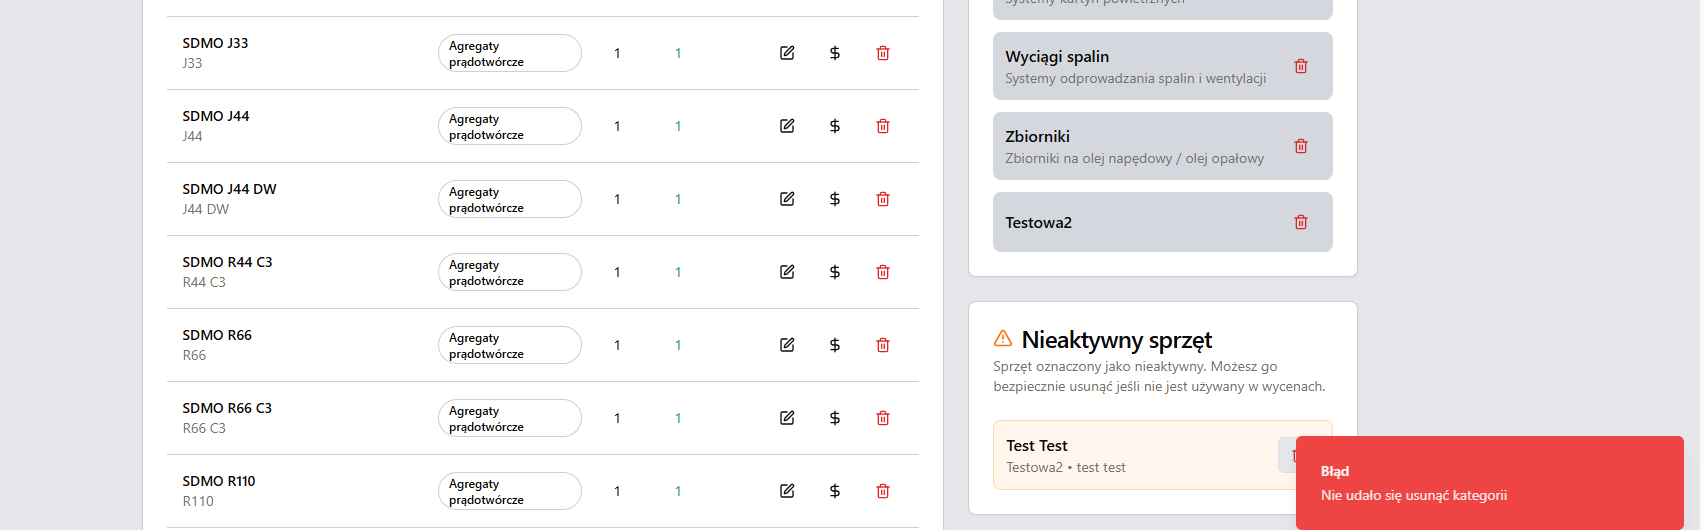 SDMO J33
J33
Agregaty
prądotwórcze
1
1
SDMO J44
J44
Agregaty
prądotwórcze
1
1
SDMO J44 DW
J44 DW
Agregaty
prądotwórcze
1
1
SDMO R44 C3
R44 C3
Agregaty
prądotwórcze
1
1
SDMO R66
R66
Agregaty
prądotwórcze
1
1
SDMO R66 C3
R66 C3
Agregaty
prądotwórcze
1
1
SDMO R110
R110
Agregaty
prądotwórcze
1
1
Wyciągi spalin
Systemy odprowadzania spalin i wentylacji
Zbiorniki
Zbiorniki na olej napędowy / olej opałowy
Testowa2
Nieaktywny sprzęt
Sprzęt oznaczony jako nieaktywny. Możesz go
bezpiecznie usunąć jeśli nie jest używany w wycenach.
Test Test
Testowa2 • test test
Błąd
Nie udało się usunąć kategorii